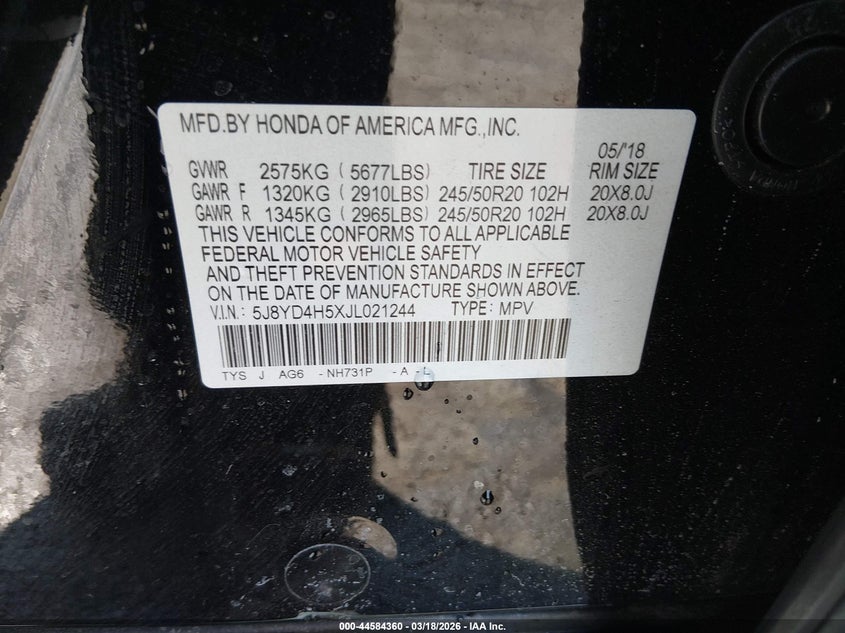 MFD.BY HONDA OF AMERICA MFG.,INC.
05/'18
GVWR 2575KG ( 5677LBS) TIRE SIZE RIM SIZE
GAWR F 1320KG ( 2910LBS) 245/50R20 102H 20X8.0J
GAWR R 1345KG ( 2965LBS) 245/50R20 102H 20X8.0J
THIS VEHICLE CONFORMS TO ALL APPLICABLE
FEDERAL MOTOR VEHICLE SAFETY
AND THEFT PREVENTION STANDARDS IN EFFECT
ON THE DATE OF MANUFACTURE SHOWN ABOVE.
V.I.N.: 5J8YD4H5XJL021244 TYPE: MPV
TYS J AG6 - NH731P - A - L
000-44584360 - 03/18/2026 - IAA Inc.